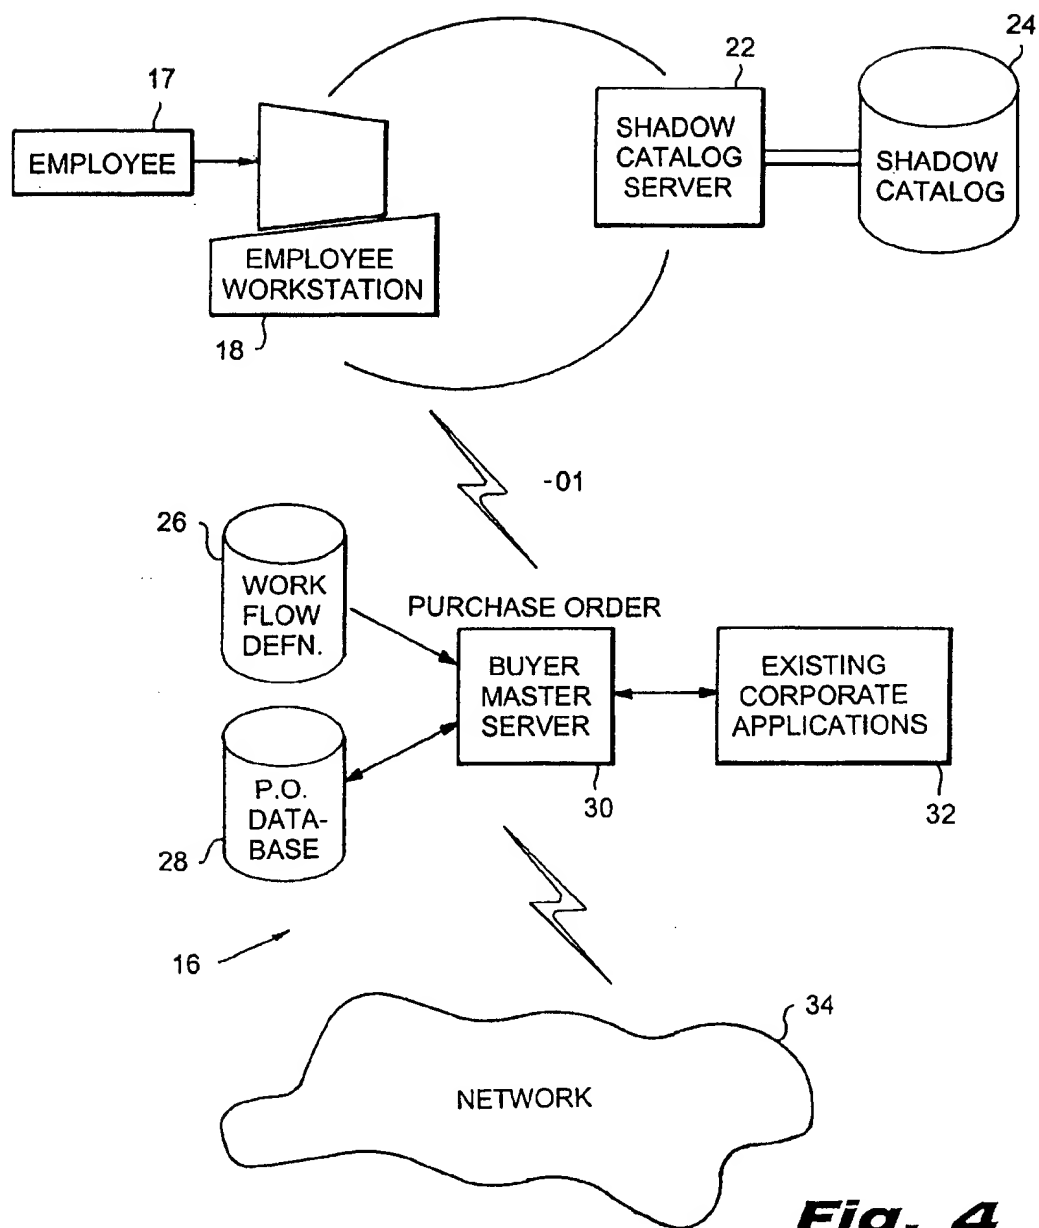 24
22
17
SHADOW
CATALOG
SERVER
EMPLOYEE
SHADOW
CATALOG
EMPLOYEE
WORKSTATION
18
-01
26
WORK
FLOW
DEFN.
PURCHASE ORDER
BUYER
MASTER
SERVER
EXISTING
CORPORATE
APPLICATIONS
P.O.
DATA-
BASE
30
32
28
16
34
NETWORK
Fig. 4